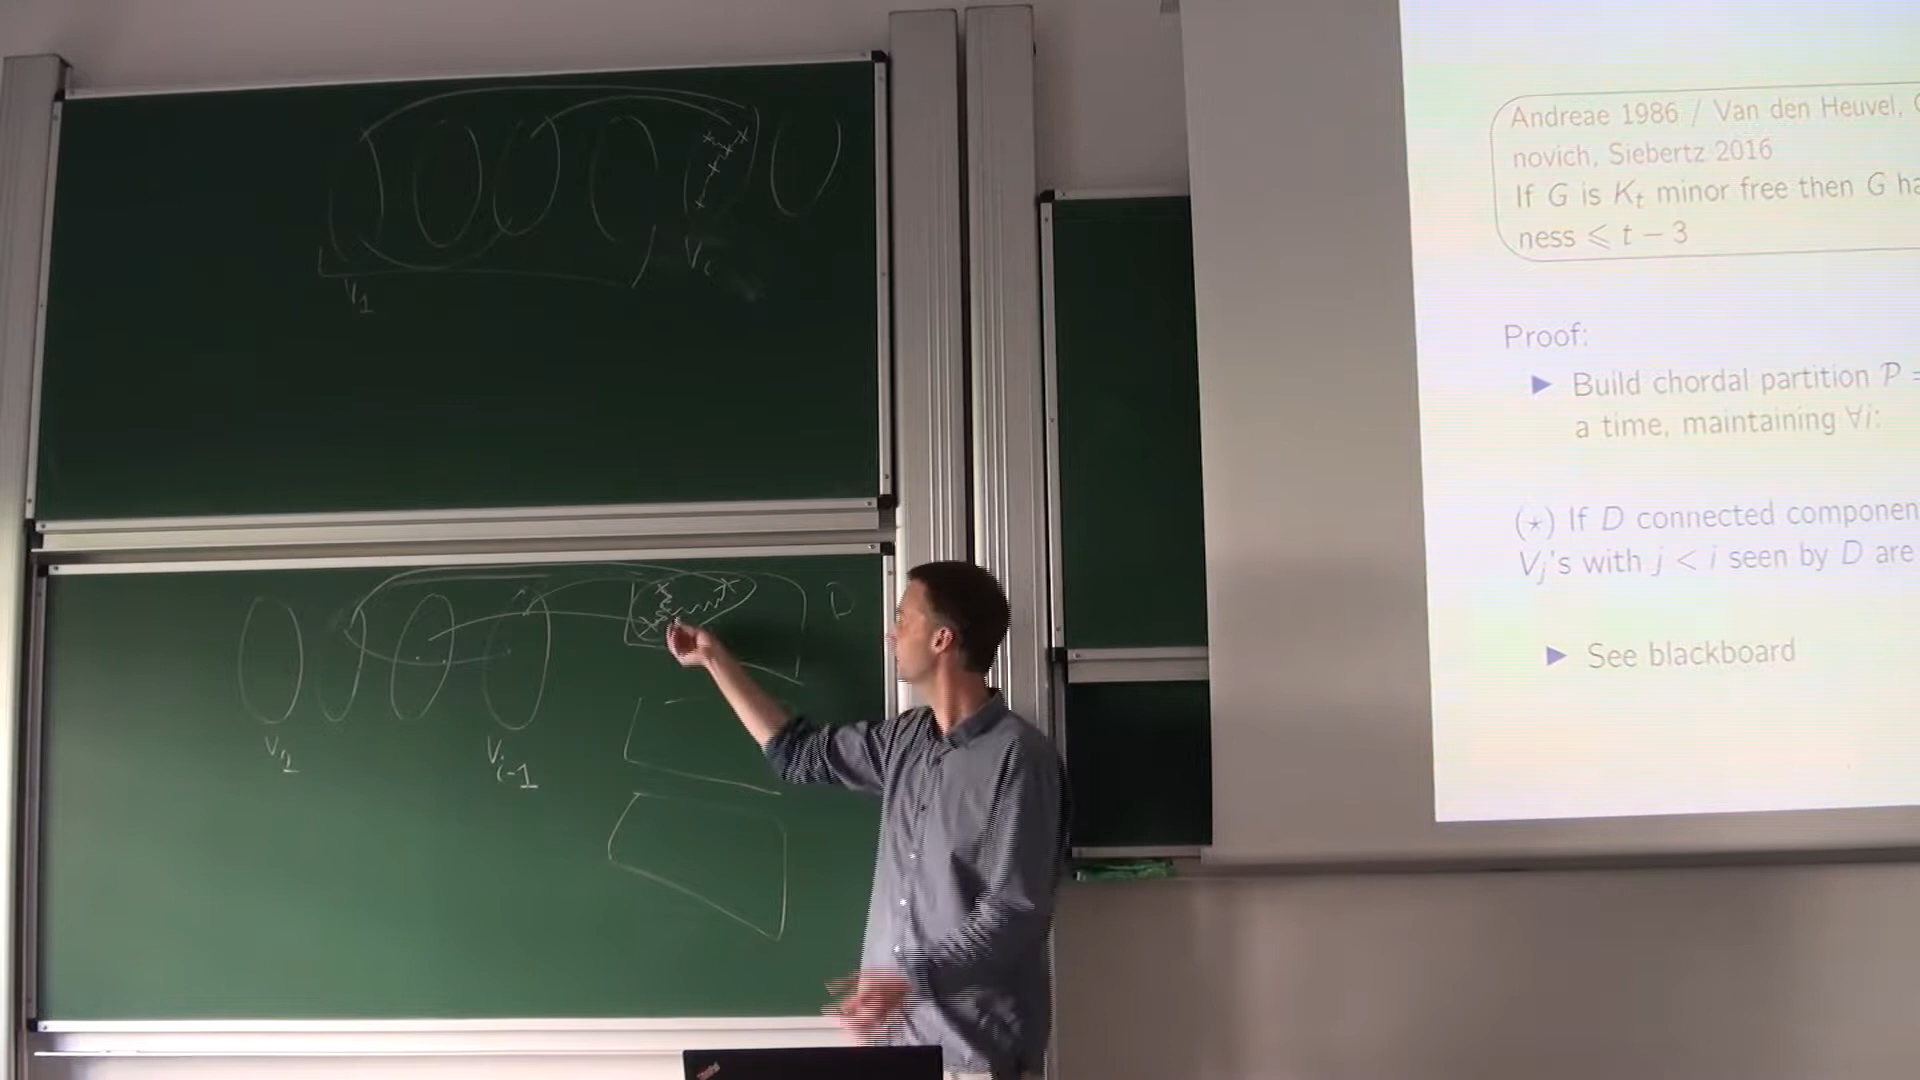 V_i
V_1
D
V_1
V_{i-1}
Andreae 1986 / Van den Heuvel,
novich, Siebertz 2016
If G is K_t minor free then G ha
ness ⩽ t − 3
Proof:
▶ Build chordal partition 𝒫 =
a time, maintaining ∀i:
(⋆) If D connected componen
V_j's with j < i seen by D are
▶ See blackboard